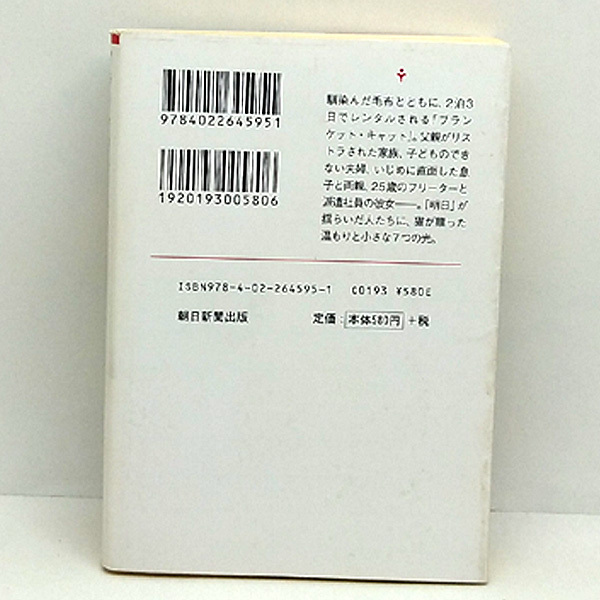 9784022645951
1920193005806
馴染んだ毛布とともに、2泊3
日でレンタルされる「ブラン
ケット・キャット」。父親がリス
トラされた家族、子どものでき
ない夫婦、いじめに直面した息
子と両親、25歳のフリーターと
派遣社員の彼女——。「明日」が
揺らいだ人たちに、猫が贈った
温もりと小さな7つの光。
ISBN978-4-02-264595-1 C0193 ¥580E
朝日新聞出版 定価：本体580円＋税